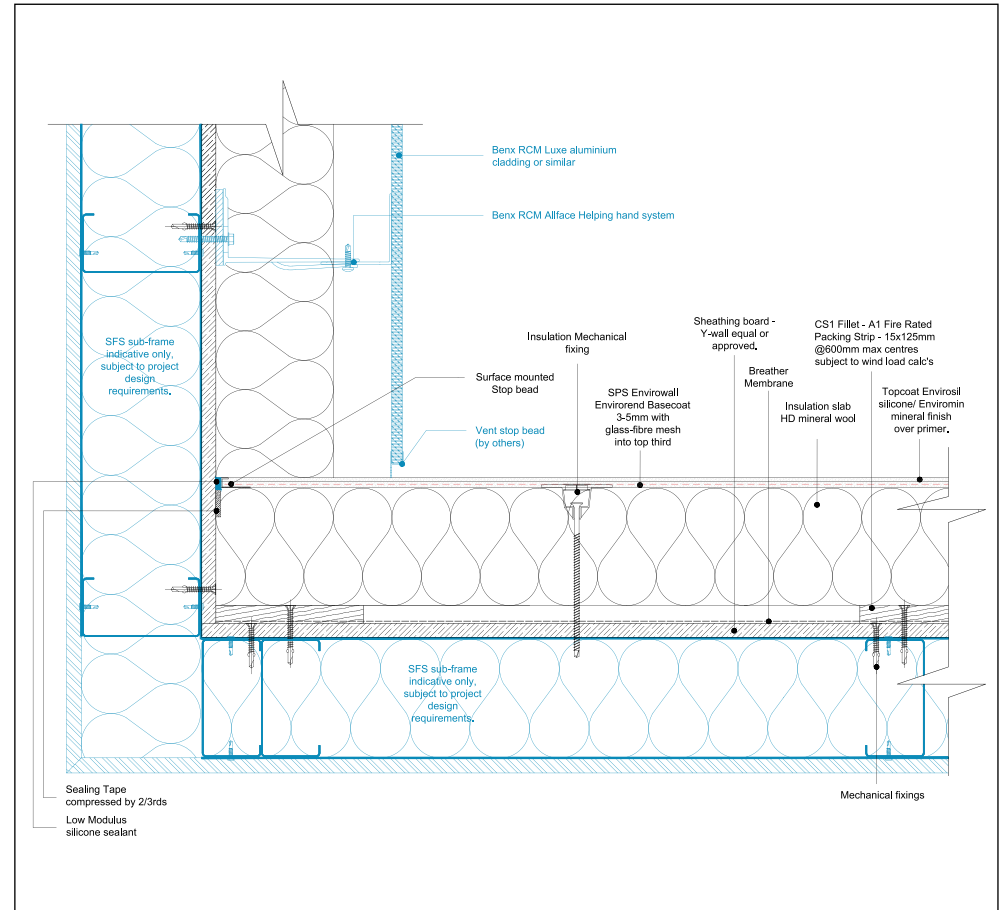 Benx RCM Luxe aluminium
cladding or similar
Benx RCM Allface Helping hand system
SFS sub-frame
indicative only,
subject to project
design
requirements.
Insulation Mechanical
fixing
Surface mounted
Stop bead
Vent stop bead
(by others)
SPS Envirowall
Envirorend Basecoat
3-5mm with
glass-fibre mesh
into top third
Sheathing board -
Y-wall equal or
approved.
Breather
Membrane
Insulation slab
HD mineral wool
CS1 Fillet - A1 Fire Rated
Packing Strip - 15x125mm
@600mm max centres
subject to wind load calc's
Topcoat Envirosil
silicone/ Enviromin
mineral finish
over primer.
SFS sub-frame
indicative only,
subject to project
design
requirements.
Sealing Tape
compressed by 2/3rds
Low Modulus
silicone sealant
Mechanical fixings